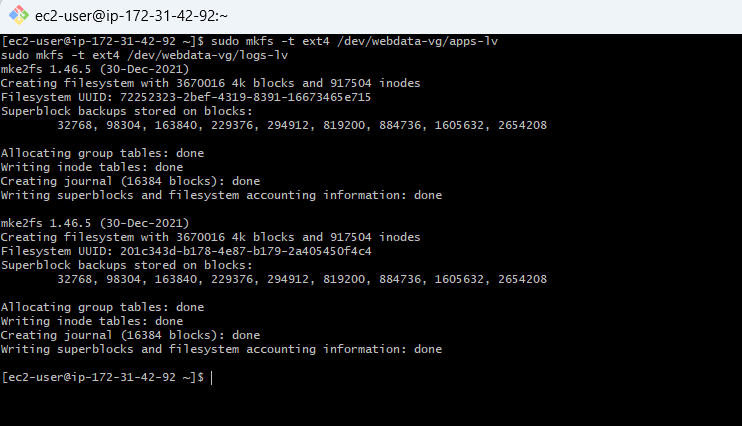 ec2-user@ip-172-31-42-92:~
[ec2-user@ip-172-31-42-92 ~]$ sudo mkfs -t ext4 /dev/webdata-vg/apps-lv
sudo mkfs -t ext4 /dev/webdata-vg/logs-lv
mke2fs 1.46.5 (30-Dec-2021)
Creating filesystem with 3670016 4k blocks and 917504 inodes
Filesystem UUID: 72252323-2bef-4319-8391-16673465e715
Superblock backups stored on blocks:
        32768, 98304, 163840, 229376, 294912, 819200, 884736, 1605632, 2654208

Allocating group tables: done
Writing inode tables: done
Creating journal (16384 blocks): done
Writing superblocks and filesystem accounting information: done

mke2fs 1.46.5 (30-Dec-2021)
Creating filesystem with 3670016 4k blocks and 917504 inodes
Filesystem UUID: 201c343d-b178-4e87-b179-2a405450f4c4
Superblock backups stored on blocks:
        32768, 98304, 163840, 229376, 294912, 819200, 884736, 1605632, 2654208

Allocating group tables: done
Writing inode tables: done
Creating journal (16384 blocks): done
Writing superblocks and filesystem accounting information: done

[ec2-user@ip-172-31-42-92 ~]$